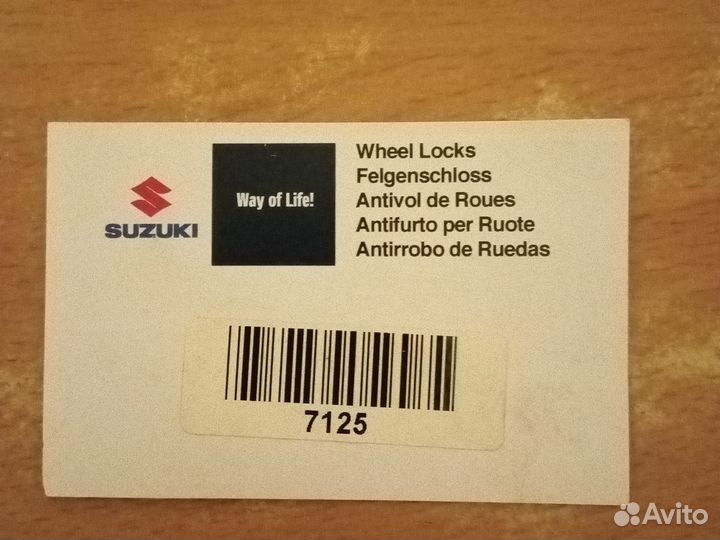 SUZUKI
Way of Life!
Wheel Locks
Felgenschloss
Antivol de Roues
Antifurto per Ruote
Antirrobo de Ruedas
7125
Avito